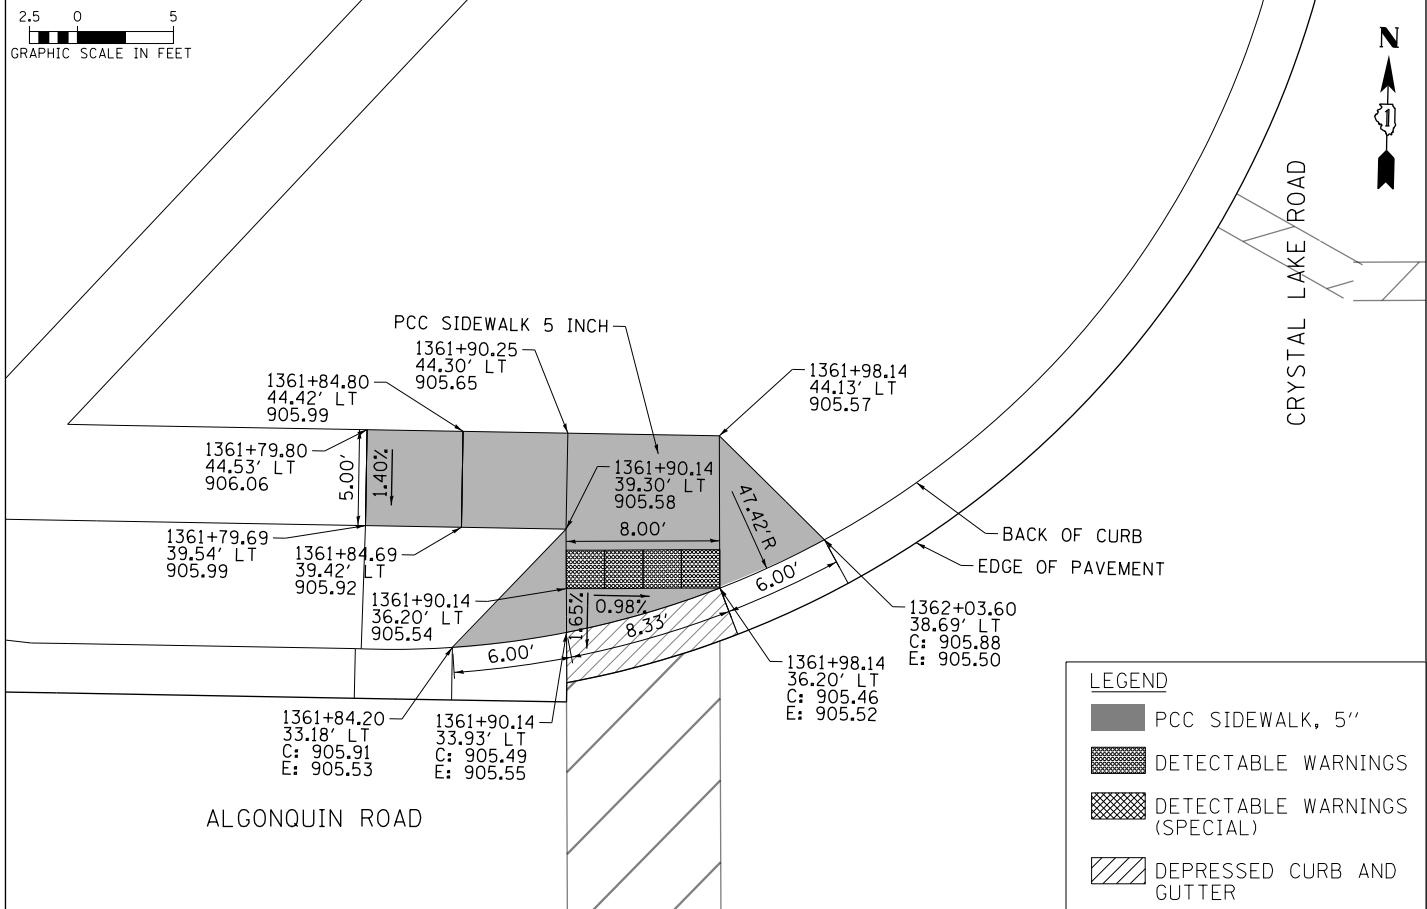 2.5 0 5
GRAPHIC SCALE IN FEET
N
1
CRYSTAL LAKE ROAD
PCC SIDEWALK 5 INCH
1361+90.25
44.30' LT
905.65
1361+84.80
44.42' LT
905.99
1361+98.14
44.13' LT
905.57
1361+79.80
44.53' LT
906.06
5.00'
1.40%
1361+90.14
39.30' LT
905.58
8.00'
47.42'R
1361+79.69
39.54' LT
905.99
1361+84.69
39.42' LT
905.92
1361+90.14
36.20' LT
905.54
1.65%
0.98%
6.00'
8.33'
6.00'
BACK OF CURB
EDGE OF PAVEMENT
1362+03.60
38.69' LT
C: 905.88
E: 905.50
1361+98.14
36.20' LT
C: 905.46
E: 905.52
1361+84.20
33.18' LT
C: 905.91
E: 905.53
1361+90.14
33.93' LT
C: 905.49
E: 905.55
ALGONQUIN ROAD
LEGEND
PCC SIDEWALK, 5"
DETECTABLE WARNINGS
DETECTABLE WARNINGS
(SPECIAL)
DEPRESSED CURB AND
GUTTER